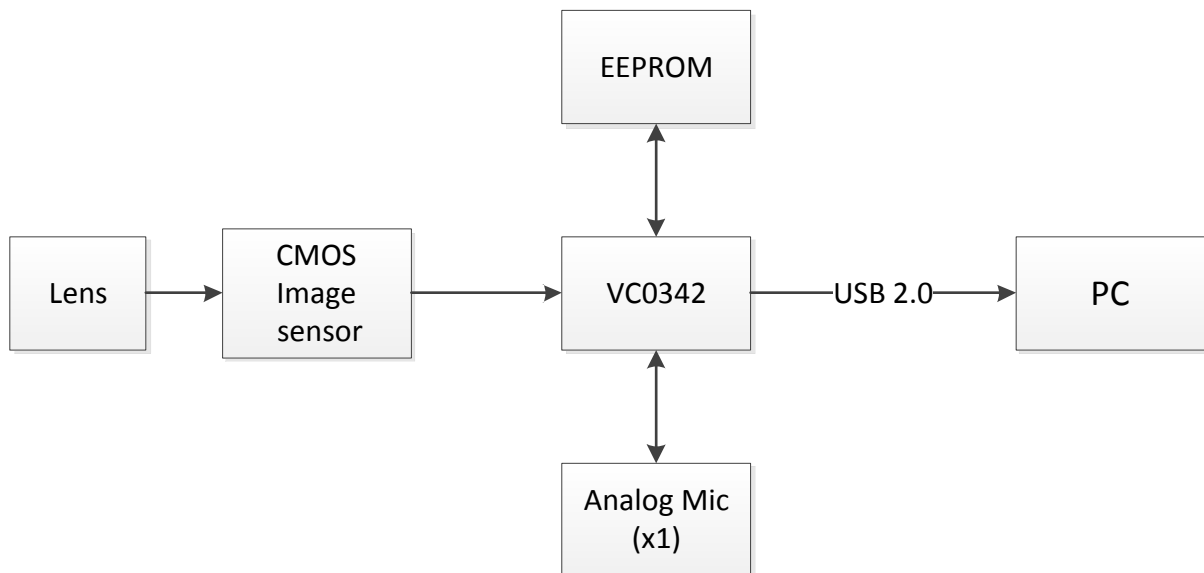 EEPROM
Lens
CMOS
Image
sensor
VC0342
USB 2.0
PC
Analog Mic
(x1)